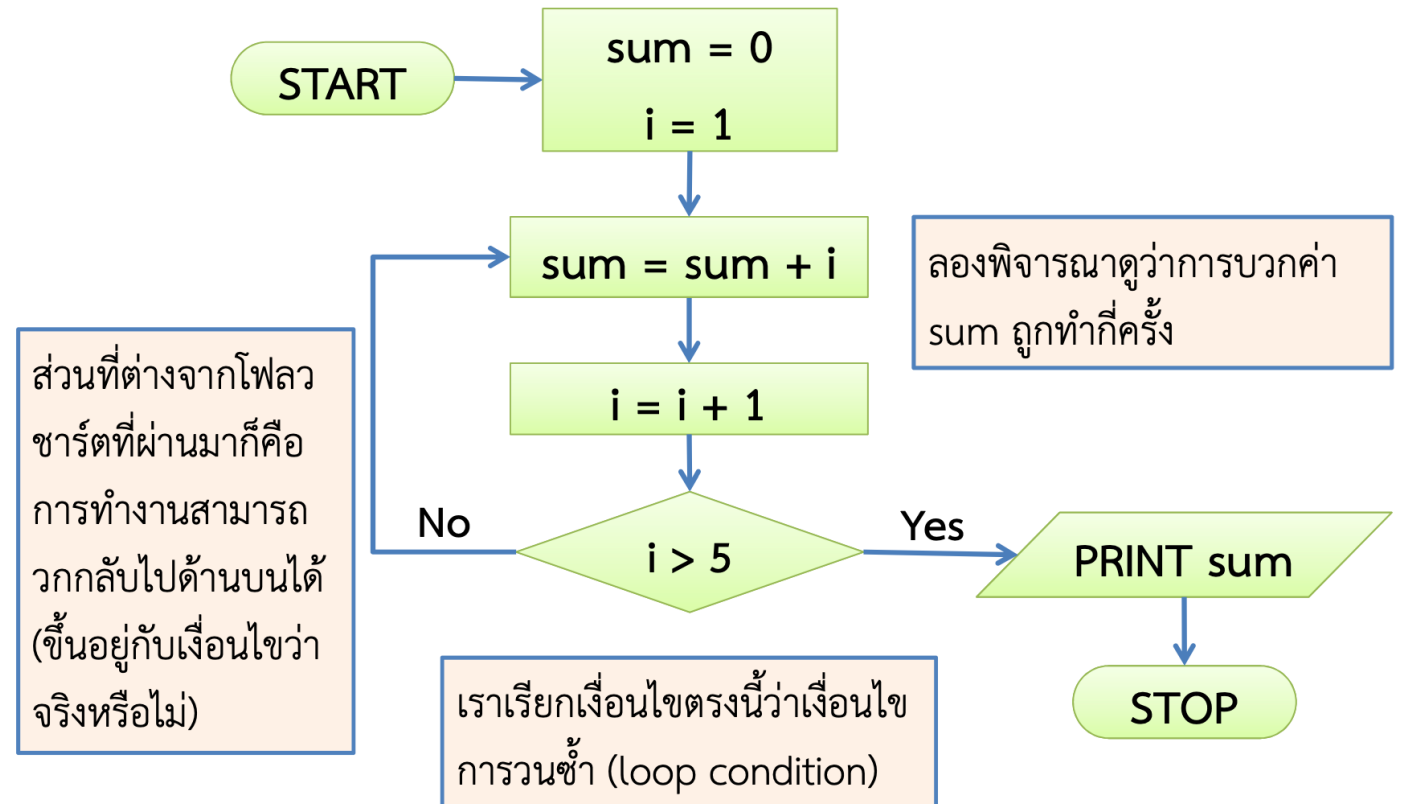 START
sum = 0
i = 1
sum = sum + i
ลองพิจารณาดูว่าการบวกค่า
sum ถูกทำกี่ครั้ง
i = i + 1
ส่วนที่ต่างจากโฟลว
ชาร์ตที่ผ่านมาก็คือ
การทำงานสามารถ
วกกลับไปด้านบนได้
(ขึ้นอยู่กับเงื่อนไขว่า
จริงหรือไม่)
No
i > 5
Yes
PRINT sum
เราเรียกเงื่อนไขตรงนี้ว่าเงื่อนไข
การวนซ้ำ (loop condition)
STOP